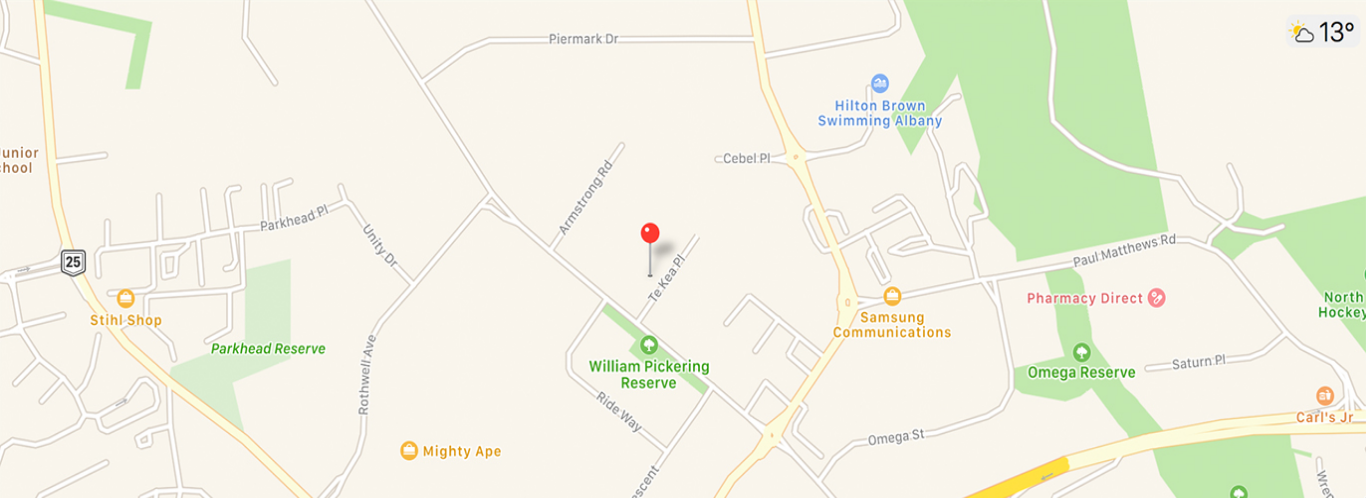 Piermark Dr
13°
Hilton Brown
Swimming Albany
Cebel Pl
Armstrong Rd
Parkhead Pl
Unity Dr
25
Stihl Shop
Parkhead Reserve
Te Kea Pl
Paul Matthews Rd
Pharmacy Direct
Samsung
Communications
William Pickering
Reserve
Omega Reserve
Saturn Pl
North
Hockey
Carl's Jr
Rothwell Ave
Ride Way
Mighty Ape
Omega St
unior
chool
escent
Wren